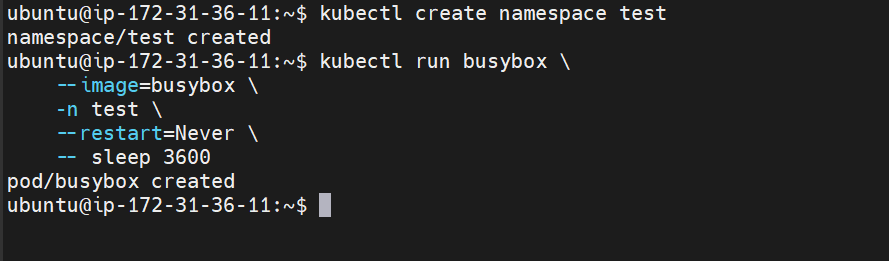 ubuntu@ip-172-31-36-11:~$ kubectl create namespace test
namespace/test created
ubuntu@ip-172-31-36-11:~$ kubectl run busybox \
    --image=busybox \
    -n test \
    --restart=Never \
    -- sleep 3600
pod/busybox created
ubuntu@ip-172-31-36-11:~$